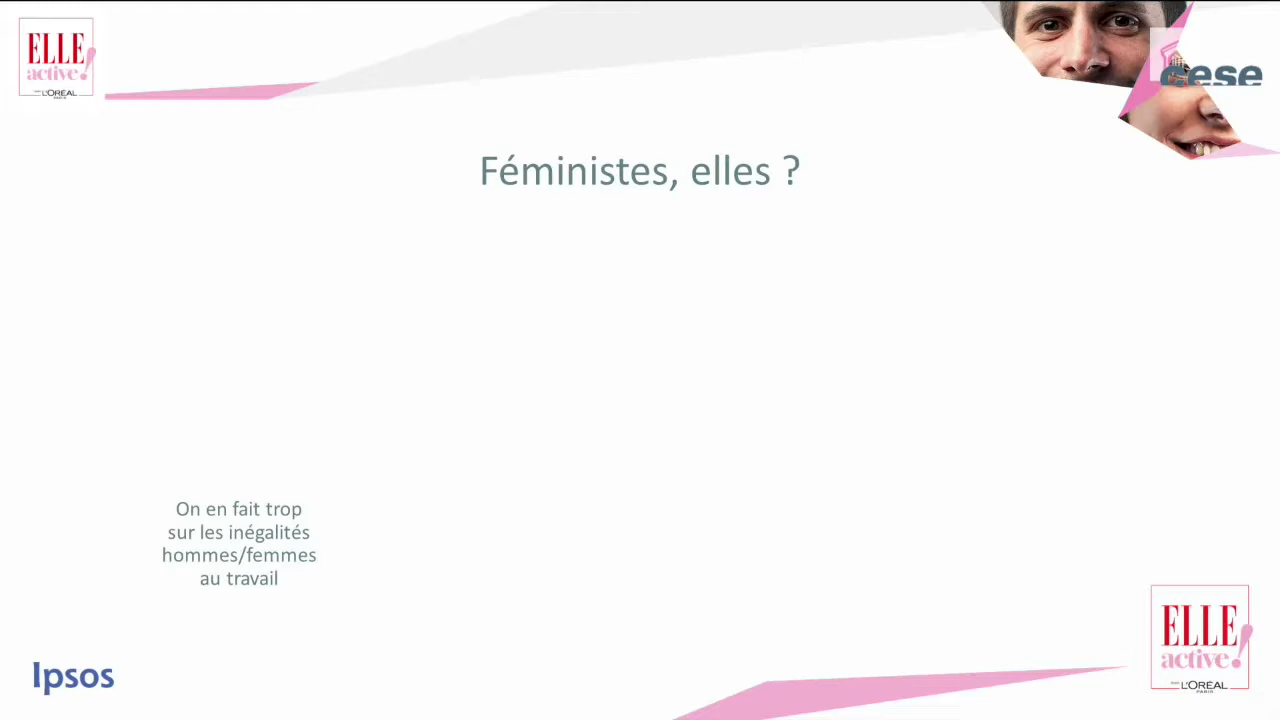 ELLE
active!
L'ORÉAL
PARIS
cese
Féministes, elles ?
On en fait trop
sur les inégalités
hommes/femmes
au travail
Ipsos
ELLE
active!
L'ORÉAL
PARIS